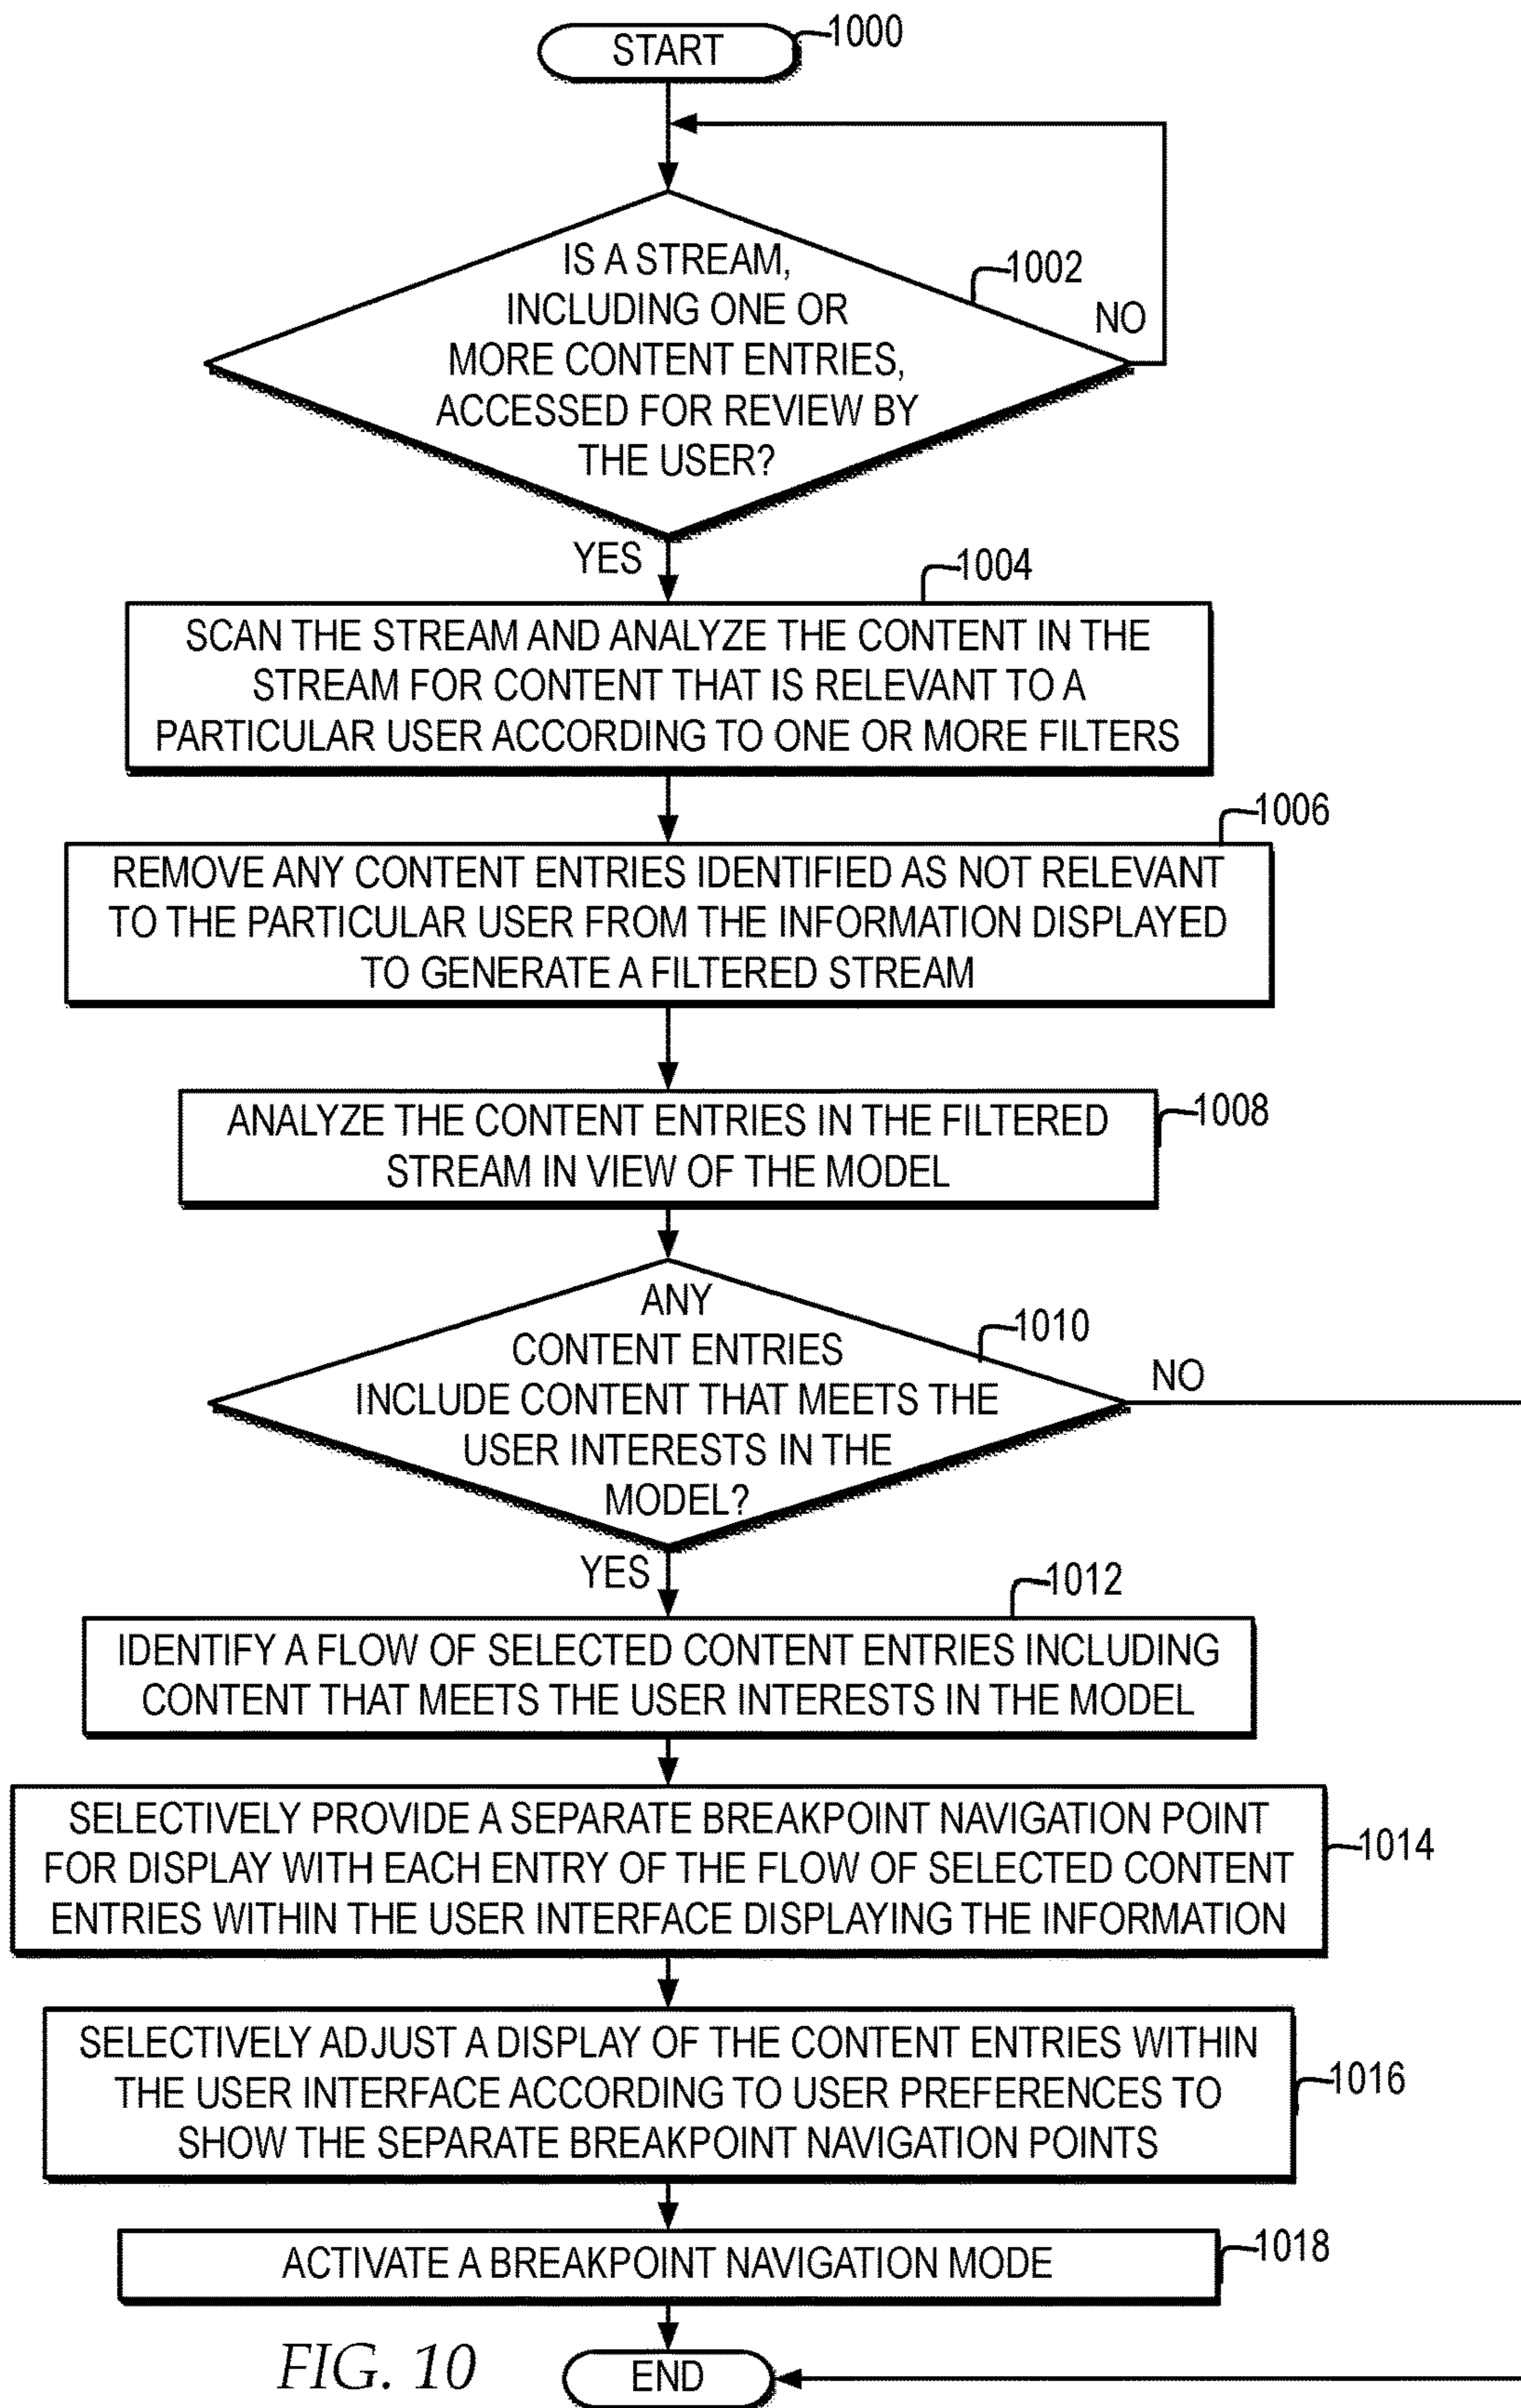 START
1000
IS A STREAM,
INCLUDING ONE OR
MORE CONTENT ENTRIES,
ACCESSED FOR REVIEW BY
THE USER?
1002
NO
YES
1004
SCAN THE STREAM AND ANALYZE THE CONTENT IN THE
STREAM FOR CONTENT THAT IS RELEVANT TO A
PARTICULAR USER ACCORDING TO ONE OR MORE FILTERS
1006
REMOVE ANY CONTENT ENTRIES IDENTIFIED AS NOT RELEVANT
TO THE PARTICULAR USER FROM THE INFORMATION DISPLAYED
TO GENERATE A FILTERED STREAM
ANALYZE THE CONTENT ENTRIES IN THE FILTERED
STREAM IN VIEW OF THE MODEL
1008
ANY
CONTENT ENTRIES
INCLUDE CONTENT THAT MEETS THE
USER INTERESTS IN THE
MODEL?
1010
NO
YES
1012
IDENTIFY A FLOW OF SELECTED CONTENT ENTRIES INCLUDING
CONTENT THAT MEETS THE USER INTERESTS IN THE MODEL
SELECTIVELY PROVIDE A SEPARATE BREAKPOINT NAVIGATION POINT
FOR DISPLAY WITH EACH ENTRY OF THE FLOW OF SELECTED CONTENT
ENTRIES WITHIN THE USER INTERFACE DISPLAYING THE INFORMATION
1014
SELECTIVELY ADJUST A DISPLAY OF THE CONTENT ENTRIES WITHIN
THE USER INTERFACE ACCORDING TO USER PREFERENCES TO
SHOW THE SEPARATE BREAKPOINT NAVIGATION POINTS
1016
ACTIVATE A BREAKPOINT NAVIGATION MODE
1018
FIG. 10
END